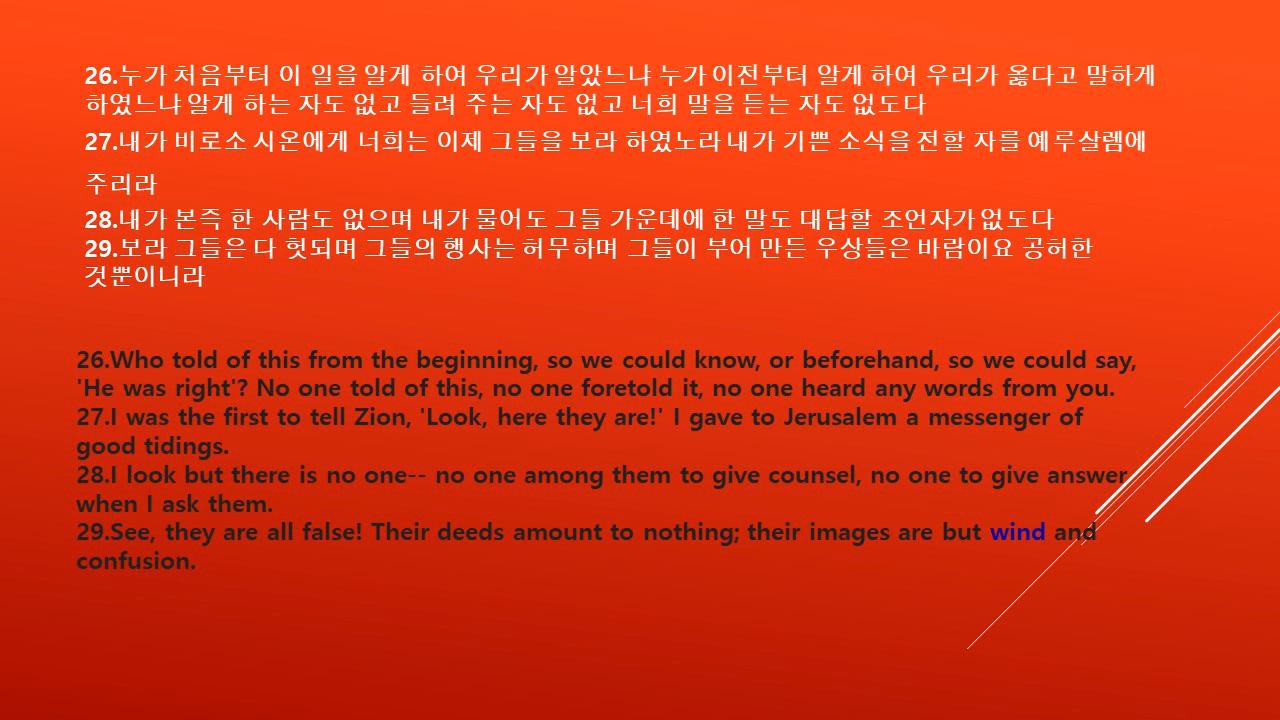 26.누가 처음부터 이 일을 알게 하여 우리가 알았느냐 누가 이전부터 알게 하여 우리가 옳다고 말하게
하였느냐 알게 하는 자도 없고 들려 주는 자도 없고 너희 말을 듣는 자도 없도다
27.내가 비로소 시온에게 너희는 이제 그들을 보라 하였노라 내가 기쁜 소식을 전할 자를 예루살렘에
주리라
28.내가 본즉 한 사람도 없으며 내가 물어도 그들 가운데에 한 말도 대답할 조언자가 없도다
29.보라 그들은 다 헛되며 그들의 행사는 허무하며 그들이 부어 만든 우상들은 바람이요 공허한
것뿐이니라
26.Who told of this from the beginning, so we could know, or beforehand, so we could say,
'He was right'? No one told of this, no one foretold it, no one heard any words from you.
27.I was the first to tell Zion, 'Look, here they are!' I gave to Jerusalem a messenger of
good tidings.
28.I look but there is no one-- no one among them to give counsel, no one to give answer
when I ask them.
29.See, they are all false! Their deeds amount to nothing; their images are but wind and
confusion.